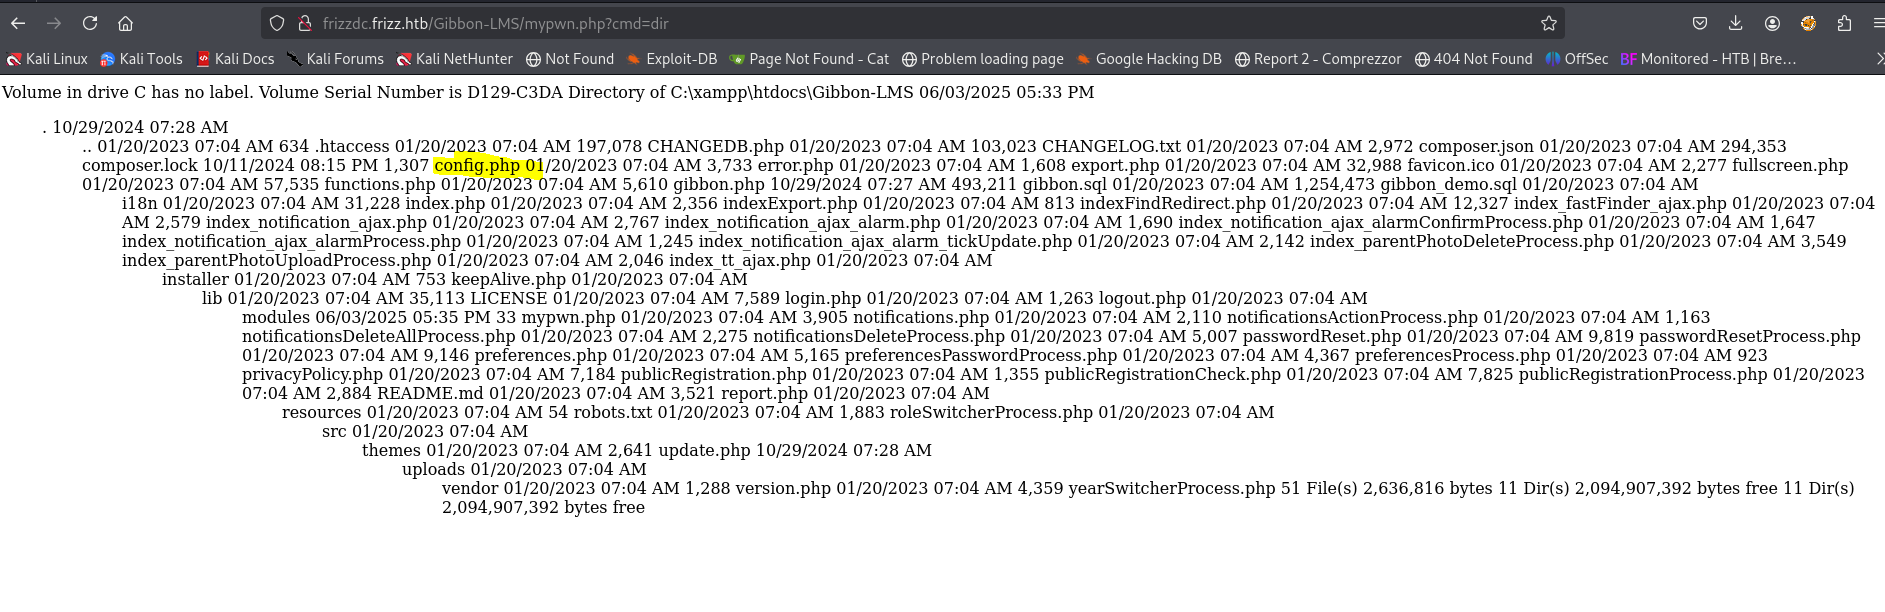 frizzdc.frizz.htb/Gibbon-LMS/mypwn.php?cmd=dir
Kali Linux Kali Tools Kali Docs Kali Forums Kali NetHunter Not Found Exploit-DB Page Not Found - Cat Problem loading page Google Hacking DB Report 2 - Comprezzor 404 Not Found OffSec BF Monitored - HTB | Bre...
Volume in drive C has no label. Volume Serial Number is D129-C3DA Directory of C:\xampp\htdocs\Gibbon-LMS 06/03/2025 05:33 PM
. 10/29/2024 07:28 AM
.. 01/20/2023 07:04 AM 634 .htaccess 01/20/2023 07:04 AM 197,078 CHANGEDB.php 01/20/2023 07:04 AM 103,023 CHANGELOG.txt 01/20/2023 07:04 AM 2,972 composer.json 01/20/2023 07:04 AM 294,353
composer.lock 10/11/2024 08:15 PM 1,307 config.php 01/20/2023 07:04 AM 3,733 error.php 01/20/2023 07:04 AM 1,608 export.php 01/20/2023 07:04 AM 32,988 favicon.ico 01/20/2023 07:04 AM 2,277 fullscreen.php
01/20/2023 07:04 AM 57,535 functions.php 01/20/2023 07:04 AM 5,610 gibbon.php 10/29/2024 07:27 AM 493,211 gibbon.sql 01/20/2023 07:04 AM 1,254,473 gibbon_demo.sql 01/20/2023 07:04 AM
i18n 01/20/2023 07:04 AM 31,228 index.php 01/20/2023 07:04 AM 2,356 indexExport.php 01/20/2023 07:04 AM 813 indexFindRedirect.php 01/20/2023 07:04 AM 12,327 index_fastFinder_ajax.php 01/20/2023 07:04
AM 2,579 index_notification_ajax.php 01/20/2023 07:04 AM 2,767 index_notification_ajax_alarm.php 01/20/2023 07:04 AM 1,690 index_notification_ajax_alarmConfirmProcess.php 01/20/2023 07:04 AM 1,647
index_notification_ajax_alarmProcess.php 01/20/2023 07:04 AM 1,245 index_notification_ajax_alarm_tickUpdate.php 01/20/2023 07:04 AM 2,142 index_parentPhotoDeleteProcess.php 01/20/2023 07:04 AM 3,549
index_parentPhotoUploadProcess.php 01/20/2023 07:04 AM 2,046 index_tt_ajax.php 01/20/2023 07:04 AM
installer 01/20/2023 07:04 AM 753 keepAlive.php 01/20/2023 07:04 AM
lib 01/20/2023 07:04 AM 35,113 LICENSE 01/20/2023 07:04 AM 7,589 login.php 01/20/2023 07:04 AM 1,263 logout.php 01/20/2023 07:04 AM
modules 06/03/2025 05:35 PM 33 mypwn.php 01/20/2023 07:04 AM 3,905 notifications.php 01/20/2023 07:04 AM 2,110 notificationsActionProcess.php 01/20/2023 07:04 AM 1,163
notificationsDeleteAllProcess.php 01/20/2023 07:04 AM 2,275 notificationsDeleteProcess.php 01/20/2023 07:04 AM 5,007 passwordReset.php 01/20/2023 07:04 AM 9,819 passwordResetProcess.php
01/20/2023 07:04 AM 9,146 preferences.php 01/20/2023 07:04 AM 5,165 preferencesPasswordProcess.php 01/20/2023 07:04 AM 4,367 preferencesProcess.php 01/20/2023 07:04 AM 923
privacyPolicy.php 01/20/2023 07:04 AM 7,184 publicRegistration.php 01/20/2023 07:04 AM 1,355 publicRegistrationCheck.php 01/20/2023 07:04 AM 7,825 publicRegistrationProcess.php 01/20/2023
07:04 AM 2,884 README.md 01/20/2023 07:04 AM 3,521 report.php 01/20/2023 07:04 AM
resources 01/20/2023 07:04 AM 54 robots.txt 01/20/2023 07:04 AM 1,883 roleSwitcherProcess.php 01/20/2023 07:04 AM
src 01/20/2023 07:04 AM
themes 01/20/2023 07:04 AM 2,641 update.php 10/29/2024 07:28 AM
uploads 01/20/2023 07:04 AM
vendor 01/20/2023 07:04 AM 1,288 version.php 01/20/2023 07:04 AM 4,359 yearSwitcherProcess.php 51 File(s) 2,636,816 bytes 11 Dir(s) 2,094,907,392 bytes free 11 Dir(s)
2,094,907,392 bytes free